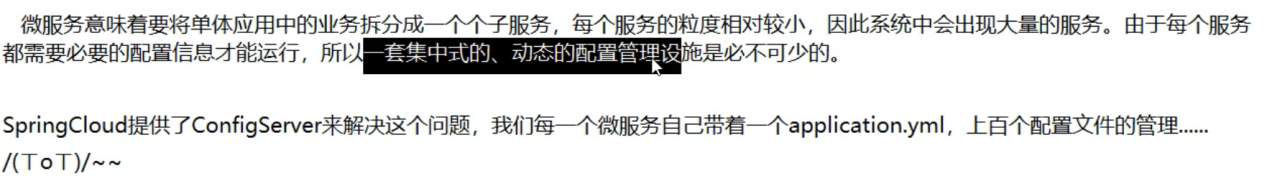 微服务意味着要将单体应用中的业务拆分成一个个子服务，每个服务的粒度相对较小，因此系统中会出现大量的服务。由于每个服务
都需要必要的配置信息才能运行，所以一套集中式的、动态的配置管理设施是必不可少的。
SpringCloud提供了ConfigServer来解决这个问题，我们每一个微服务自己带着一个application.yml，上百个配置文件的管理......
/(ㄒoㄒ)/~~